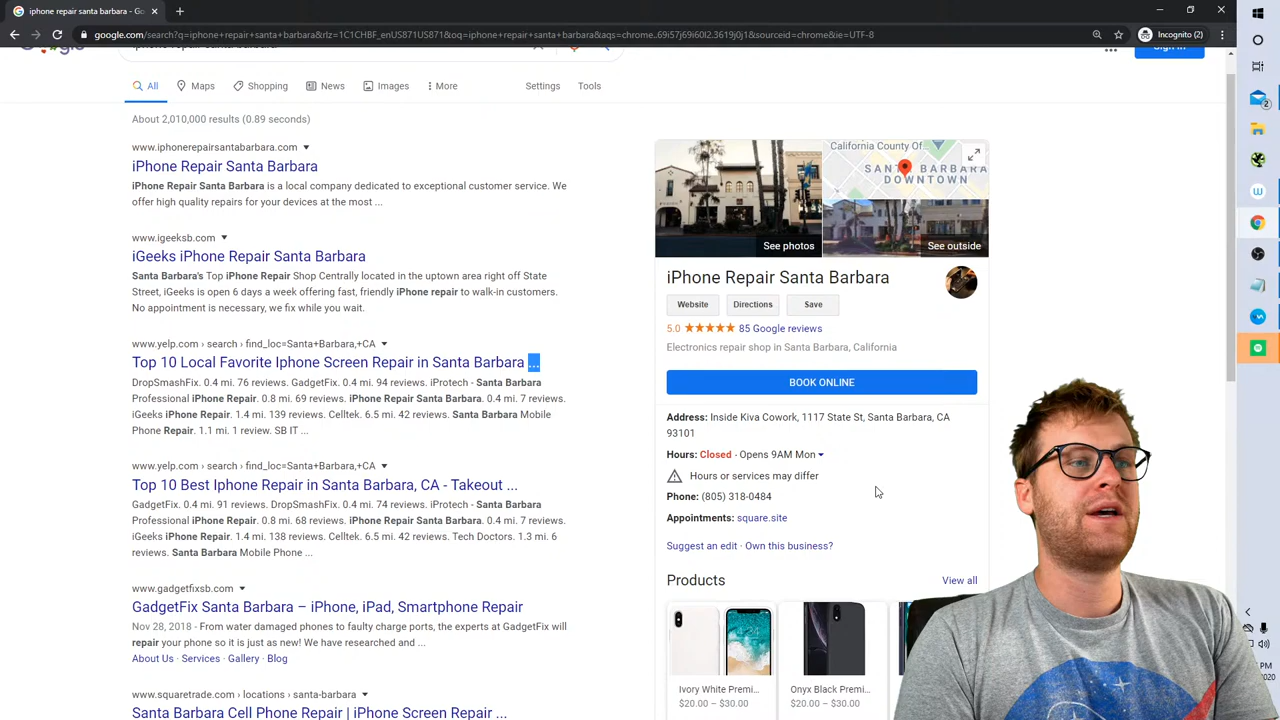 iphone repair santa barbara - Go
google.com/search?q=iphone+repair+santa+barbara&rlz=1C1CHBF_enUS871US871&oq=iphone+repair+santa+barbara&aqs=chrome..69i57j69i60l2.3619j0j1&sourceid=chrome&ie=UTF-8
Incognito (2)
All
Maps
Shopping
News
Images
More
Settings
Tools
About 2,010,000 results (0.89 seconds)
www.iphonerepairsantabarbara.com
iPhone Repair Santa Barbara
iPhone Repair Santa Barbara is a local company dedicated to exceptional customer service. We
offer high quality repairs for your devices at the most ...
www.igeeksb.com
iGeeks iPhone Repair Santa Barbara
Santa Barbara's Top iPhone Repair Shop Centrally located in the uptown area right off State
Street, iGeeks is open 6 days a week offering fast, friendly iPhone repair to walk-in customers.
No appointment is necessary, we fix while you wait.
www.yelp.com › search › find_loc=Santa+Barbara,+CA
Top 10 Local Favorite Iphone Screen Repair in Santa Barbara ...
DropSmashFix. 0.4 mi. 76 reviews. GadgetFix. 0.4 mi. 94 reviews. iProtech - Santa Barbara
Professional iPhone Repair. 0.8 mi. 69 reviews. iPhone Repair Santa Barbara. 0.4 mi. 7 reviews.
iGeeks iPhone Repair. 1.4 mi. 139 reviews. Celltek. 6.5 mi. 42 reviews. Santa Barbara Mobile
Phone Repair. 1.1 mi. 1 review. SB IT ...
www.yelp.com › search › find_loc=Santa+Barbara,+CA
Top 10 Best Iphone Repair in Santa Barbara, CA - Takeout ...
GadgetFix. 0.4 mi. 91 reviews. DropSmashFix. 0.4 mi. 74 reviews. iProtech - Santa Barbara
Professional iPhone Repair. 0.8 mi. 68 reviews. iPhone Repair Santa Barbara. 0.4 mi. 7 reviews.
iGeeks iPhone Repair. 1.4 mi. 138 reviews. Celltek. 6.5 mi. 42 reviews. Tech Doctors. 1.3 mi. 6
reviews. Santa Barbara Mobile Phone ...
www.gadgetfixsb.com
GadgetFix Santa Barbara – iPhone, iPad, Smartphone Repair
Nov 28, 2018 - From water damaged phones to faulty charge ports, the experts at GadgetFix will
repair your phone so it is just as new! We have researched and ...
About Us · Services · Gallery · Blog
www.squaretrade.com › locations › santa-barbara
Santa Barbara Cell Phone Repair | iPhone Screen Repair ...
California County Of...
SANTA BARBARA
DOWNTOWN
See photos
See outside
iPhone Repair Santa Barbara
Website
Directions
Save
5.0 85 Google reviews
Electronics repair shop in Santa Barbara, California
BOOK ONLINE
Address: Inside Kiva Cowork, 1117 State St, Santa Barbara, CA
93101
Hours: Closed · Opens 9AM Mon
Hours or services may differ
Phone: (805) 318-0484
Appointments: square.site
Suggest an edit · Own this business?
Products
View all
Ivory White Premi...
$20.00 – $30.00
Onyx Black Premi...
$20.00 – $30.00